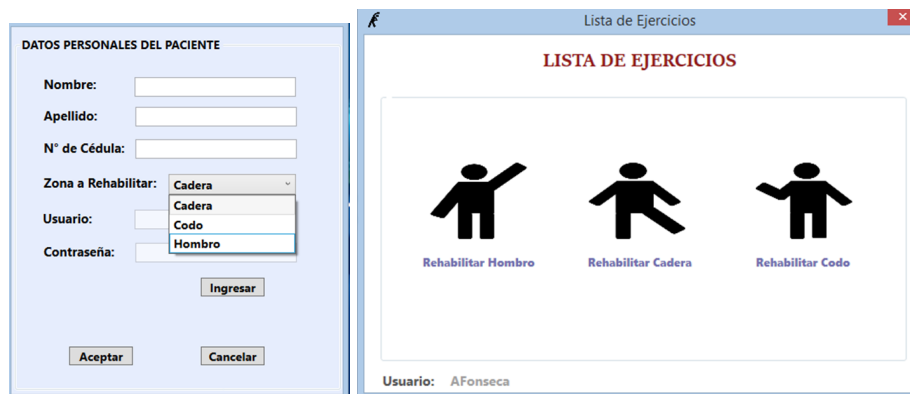 DATOS PERSONALES DEL PACIENTE
Nombre:
Apellido:
N° de Cédula:
Zona a Rehabilitar: Cadera
Cadera
Codo
Hombro
Usuario:
Contraseña:
Ingresar
Aceptar Cancelar
Lista de Ejercicios
LISTA DE EJERCICIOS
Rehabilitar Hombro Rehabilitar Cadera Rehabilitar Codo
Usuario: AFonseca